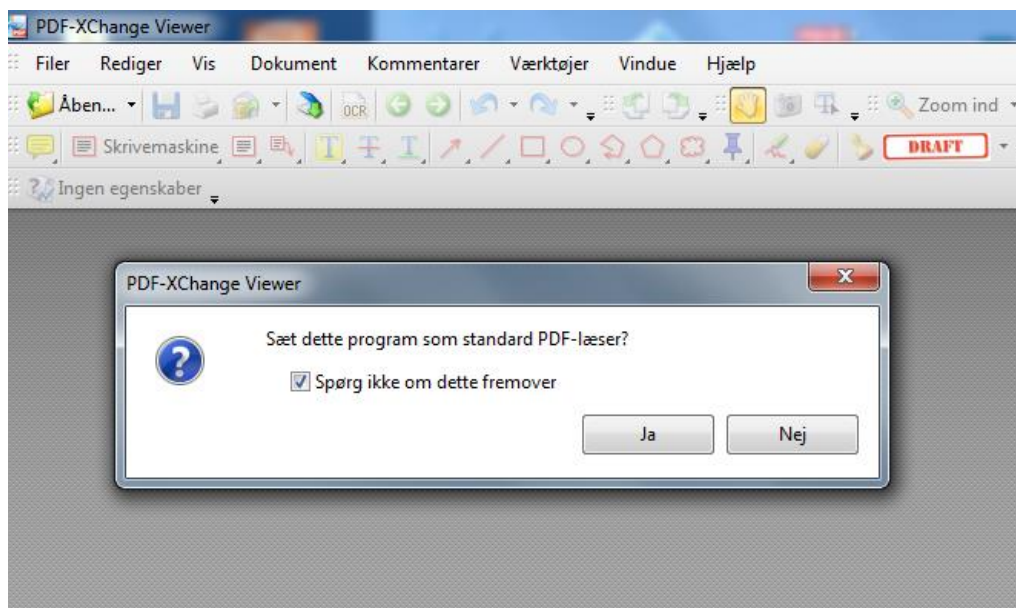 PDF-XChange Viewer
Filer Rediger Vis Dokument Kommentarer Værktøjer Vindue Hjælp
Åben... OCR Zoom ind
Skrivemaskine T T T DRAFT
Ingen egenskaber
PDF-XChange Viewer
Sæt dette program som standard PDF-læser?
Spørg ikke om dette fremover
Ja Nej